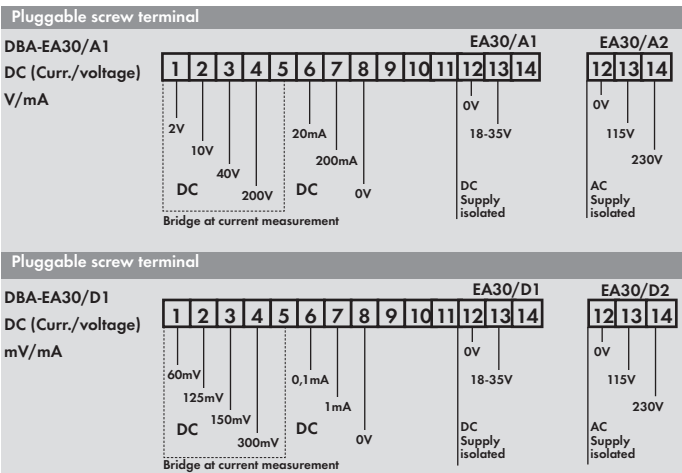 Pluggable screw terminal
DBA-EA30/A1
DC (Curr./voltage)
V/mA
EA30/A1
EA30/A2
1 2 3 4 5 6 7 8 9 10 11 12 13 14
12 13 14
0V
0V
2V
20mA
18-35V
115V
10V
200mA
230V
40V
DC
200V
DC
0V
DC
Supply
isolated
AC
Supply
isolated
Bridge at current measurement
Pluggable screw terminal
DBA-EA30/D1
DC (Curr./voltage)
mV/mA
EA30/D1
EA30/D2
1 2 3 4 5 6 7 8 9 10 11 12 13 14
12 13 14
0V
0V
60mV
0,1mA
18-35V
115V
125mV
1mA
230V
150mV
DC
300mV
DC
0V
DC
Supply
isolated
AC
Supply
isolated
Bridge at current measurement